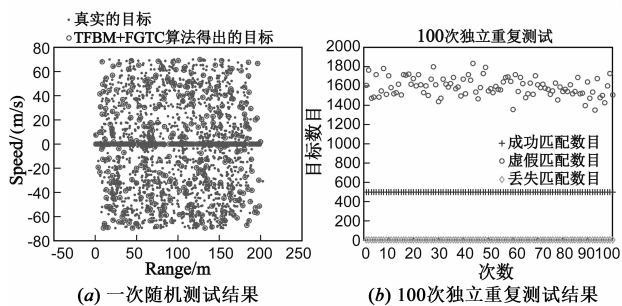 真实的目标
TFBM+FGTC算法得出的目标
Speed/(m/s)
80
60
40
20
0
-20
-40
-60
-80
-50 0 50 100 150 200 250
Range/m
(a) 一次随机测试结果
100次独立重复测试
目标数目
2000
1800
1600
1400
1200
1000
800
600
400
200
0
成功匹配数目
虚假匹配数目
丢失匹配数目
0 10 20 30 40 50 60 70 80 90100
次数
(b) 100次独立重复测试结果